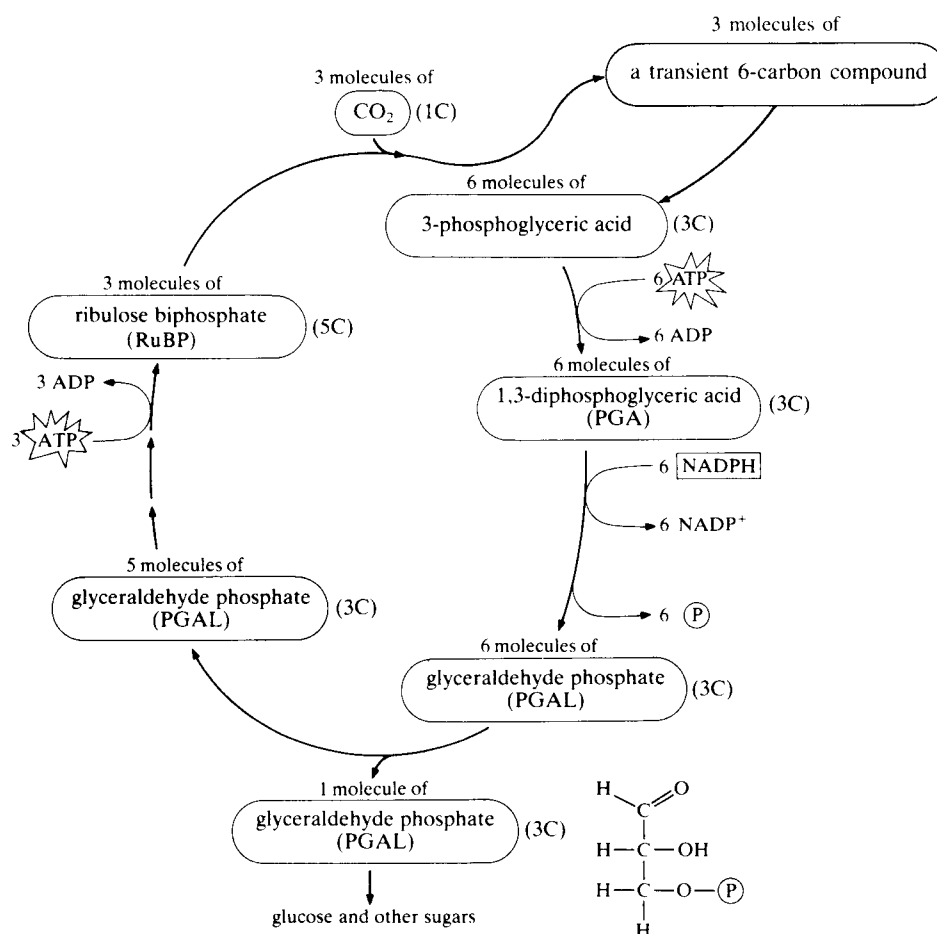 3 molecules of
a transient 6-carbon compound
3 molecules of
CO₂ (1C)
6 molecules of
3-phosphoglyceric acid (3C)
6 ATP
6 ADP
3 molecules of
ribulose biphosphate
(RuBP)
(5C)
3 ADP
3 ATP
6 molecules of
1,3-diphosphoglyceric acid
(PGA)
(3C)
6 NADPH
6 NADP⁺
6 P
5 molecules of
glyceraldehyde phosphate
(PGAL)
(3C)
6 molecules of
glyceraldehyde phosphate
(PGAL)
(3C)
1 molecule of
glyceraldehyde phosphate
(PGAL)
(3C)
glucose and other sugars
H O
C
H—C—OH
H—C—O—P
H